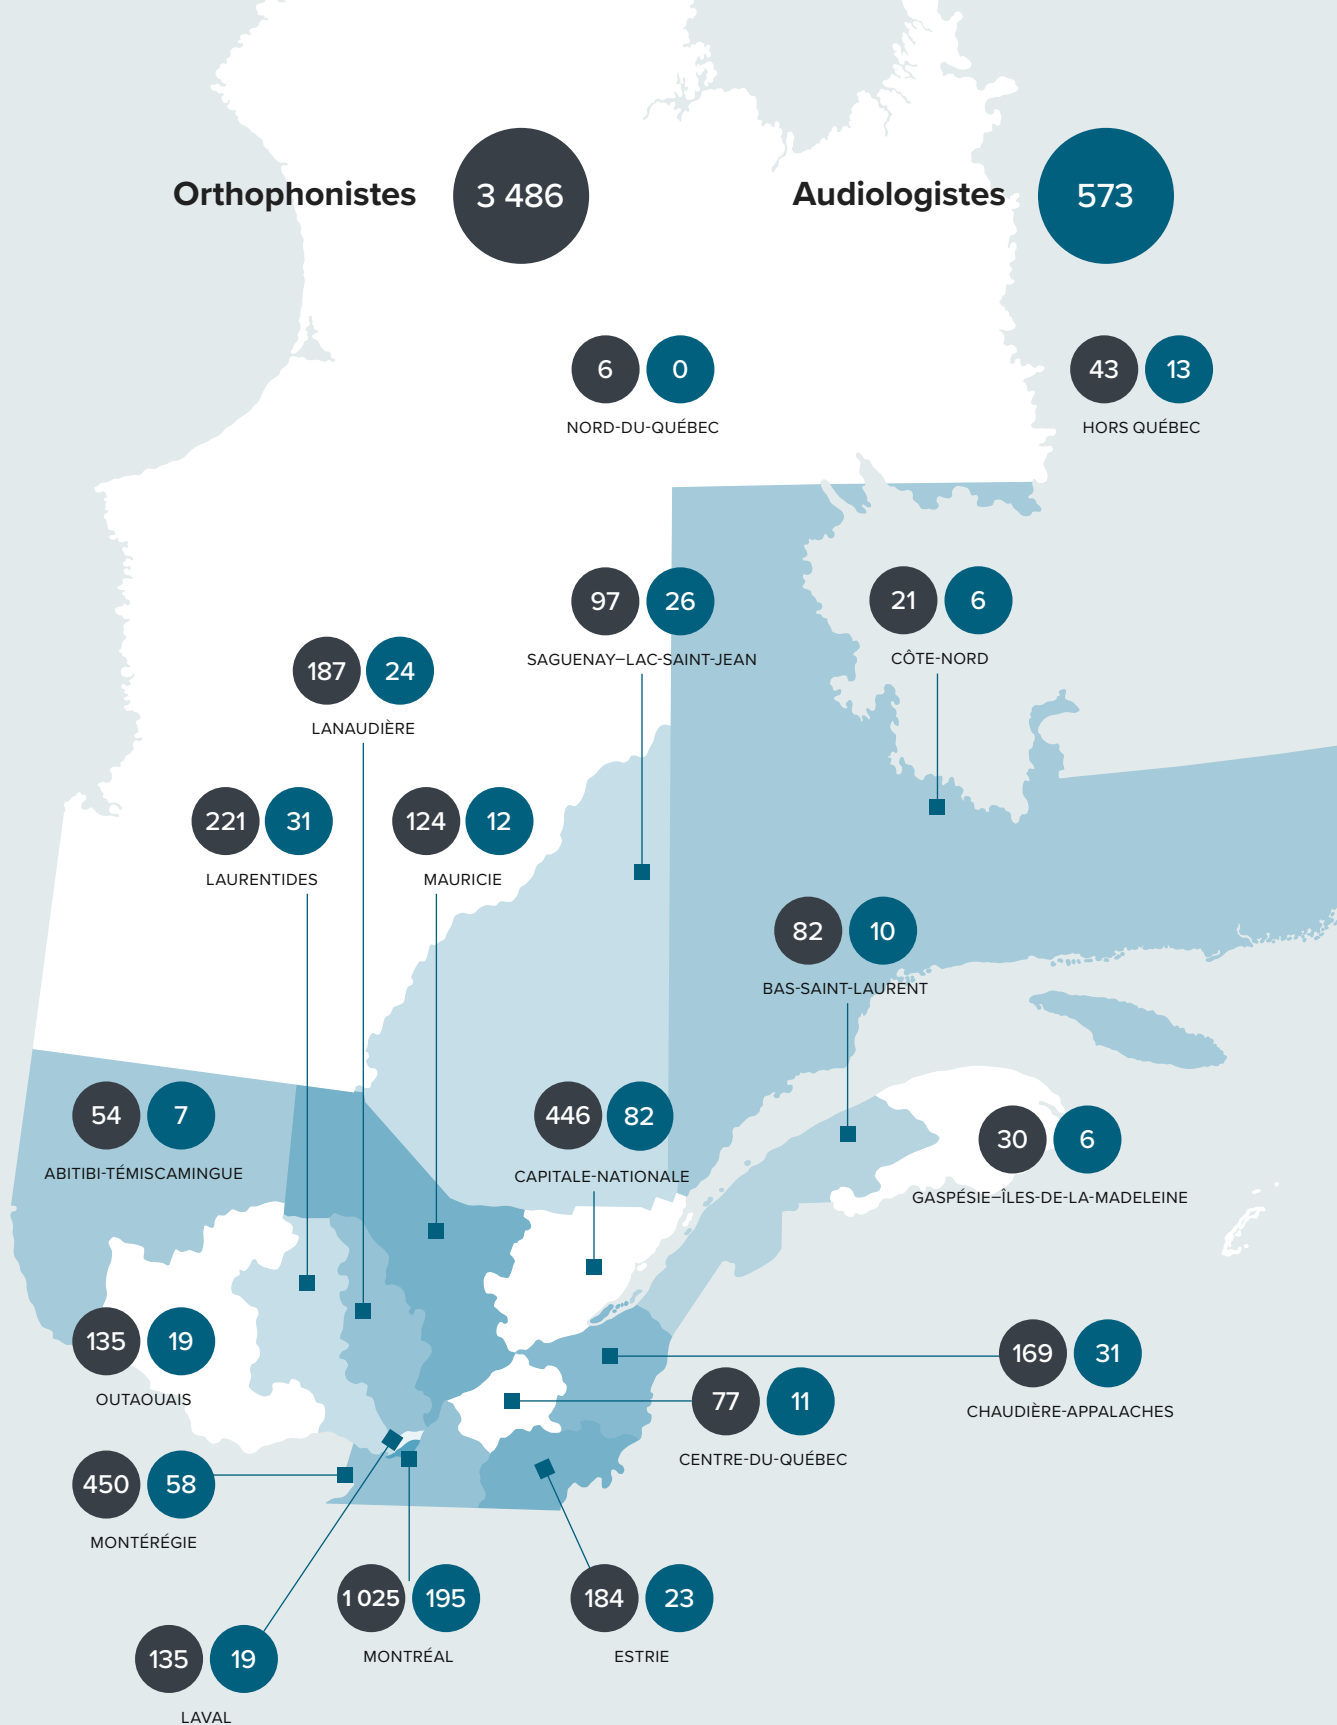 Orthophonistes 3 486
Audiologistes 573
6 0
NORD-DU-QUÉBEC
43 13
HORS QUÉBEC
97 26
SAGUENAY–LAC-SAINT-JEAN
21 6
CÔTE-NORD
187 24
LANAUDIÈRE
221 31
LAURENTIDES
124 12
MAURICIE
82 10
BAS-SAINT-LAURENT
54 7
ABITIBI-TÉMISCAMINGUE
446 82
CAPITALE-NATIONALE
30 6
GASPÉSIE–ÎLES-DE-LA-MADELEINE
135 19
OUTAOUAIS
169 31
CHAUDIÈRE-APPALACHES
77 11
CENTRE-DU-QUÉBEC
450 58
MONTÉRÉGIE
1 025 195
MONTRÉAL
184 23
ESTRIE
135 19
LAVAL